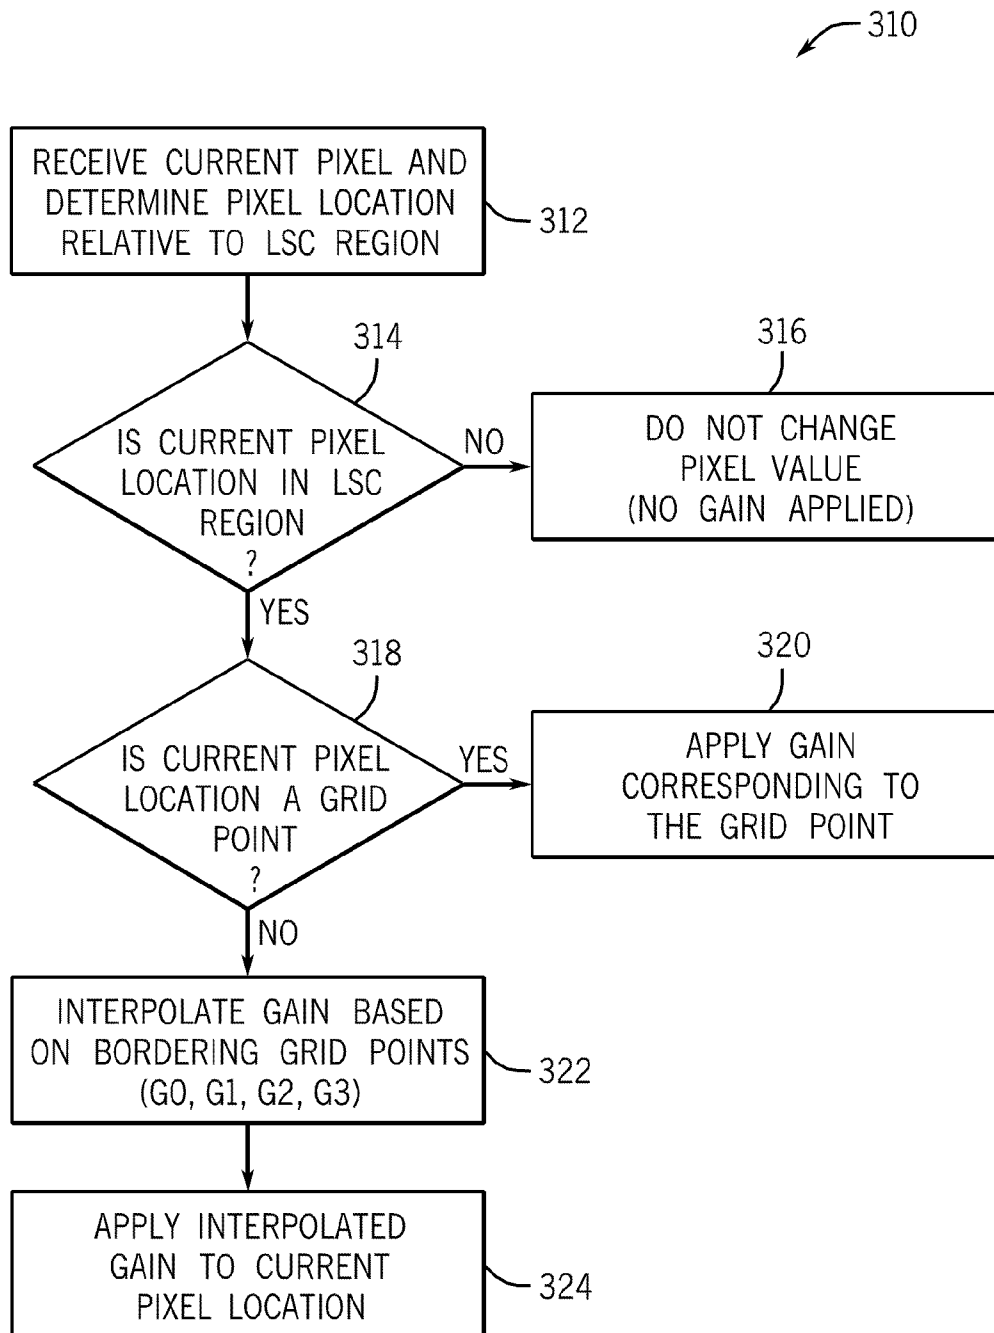 310
RECEIVE CURRENT PIXEL AND
DETERMINE PIXEL LOCATION
RELATIVE TO LSC REGION
312
314
IS CURRENT PIXEL
LOCATION IN LSC
REGION
?
NO
316
DO NOT CHANGE
PIXEL VALUE
(NO GAIN APPLIED)
YES
318
IS CURRENT PIXEL
LOCATION A GRID
POINT
?
YES
320
APPLY GAIN
CORRESPONDING TO
THE GRID POINT
NO
INTERPOLATE GAIN BASED
ON BORDERING GRID POINTS
(G0, G1, G2, G3)
322
APPLY INTERPOLATED
GAIN TO CURRENT
PIXEL LOCATION
324